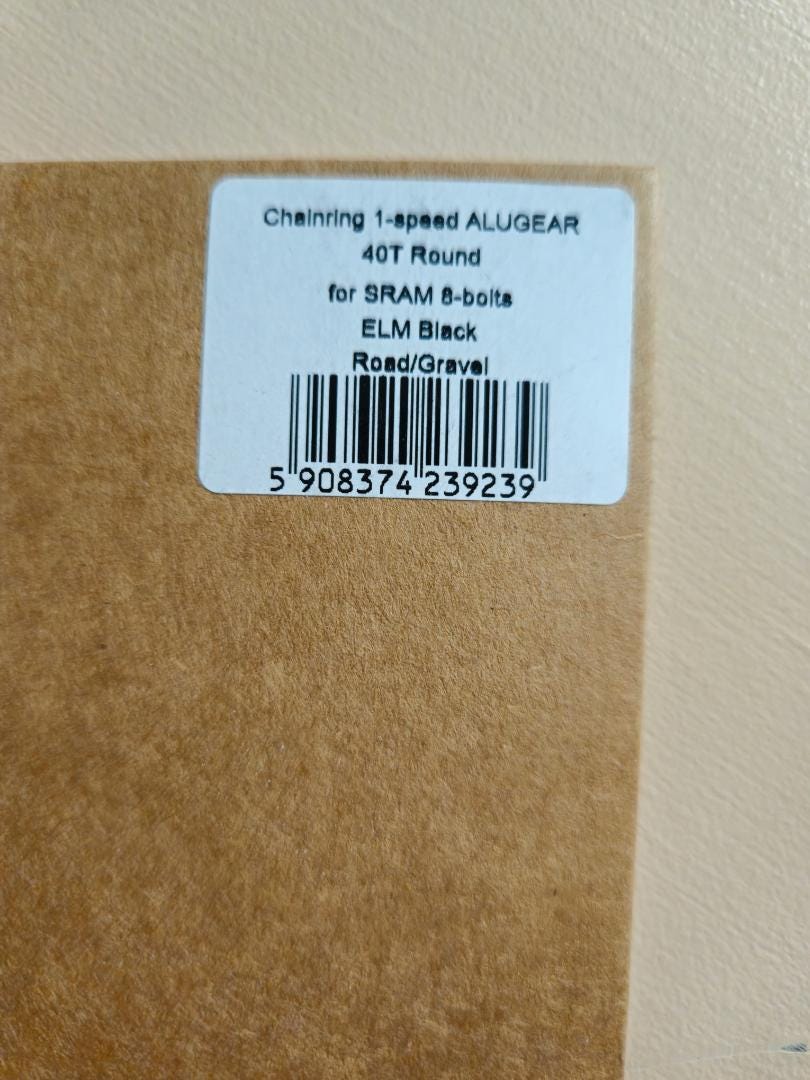 Chainring 1-speed ALUGEAR
40T Round
for SRAM 8-bolts
ELM Black
Road/Gravel
5 908374 239239